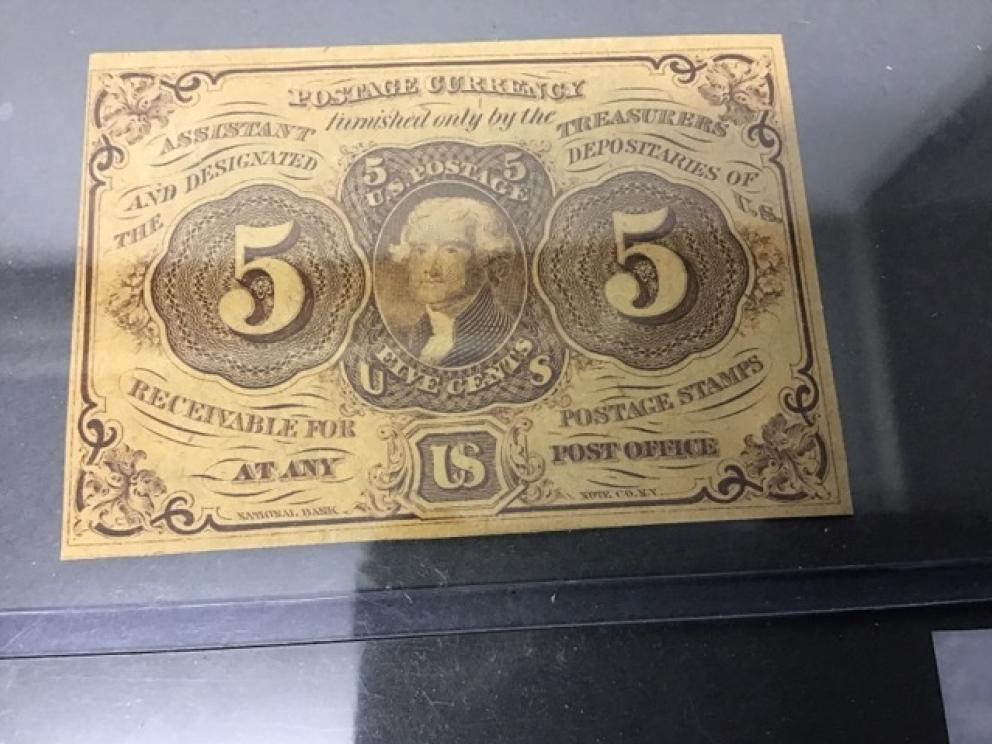 POSTAGE CURRENCY
furnished only by the
ASSISTANT TREASURERS
AND DESIGNATED DEPOSITARIES OF
THE U.S.
5 5
U.S. POSTAGE
5 5
FIVE CENTS
U S
RECEIVABLE FOR POSTAGE STAMPS
AT ANY POST OFFICE
US
NATIONAL BANK NOTE CO. N.Y.